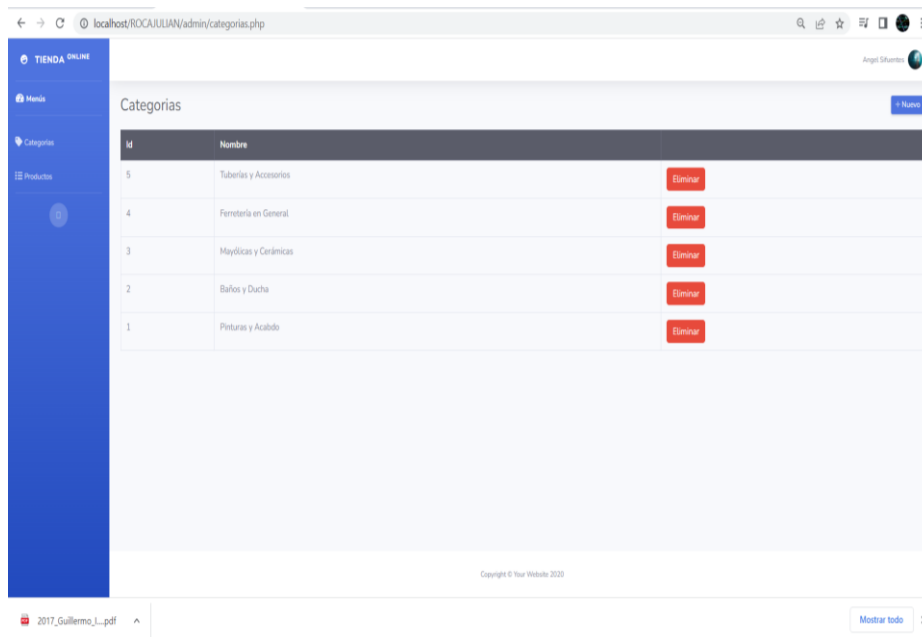 localhost/ROCAJULIAN/admin/categorias.php
TIENDA ONLINE
Angel Sifuentes
Menús
Categorias
+ Nuevo
Categorias
Productos
Id Nombre
5 Tuberías y Accesorios Eliminar
4 Ferretería en General Eliminar
3 Mayólicas y Cerámicas Eliminar
2 Baños y Ducha Eliminar
1 Pinturas y Acabdo Eliminar
Copyright © Your Website 2020
2017_Guillermo_I....pdf
Mostrar todo